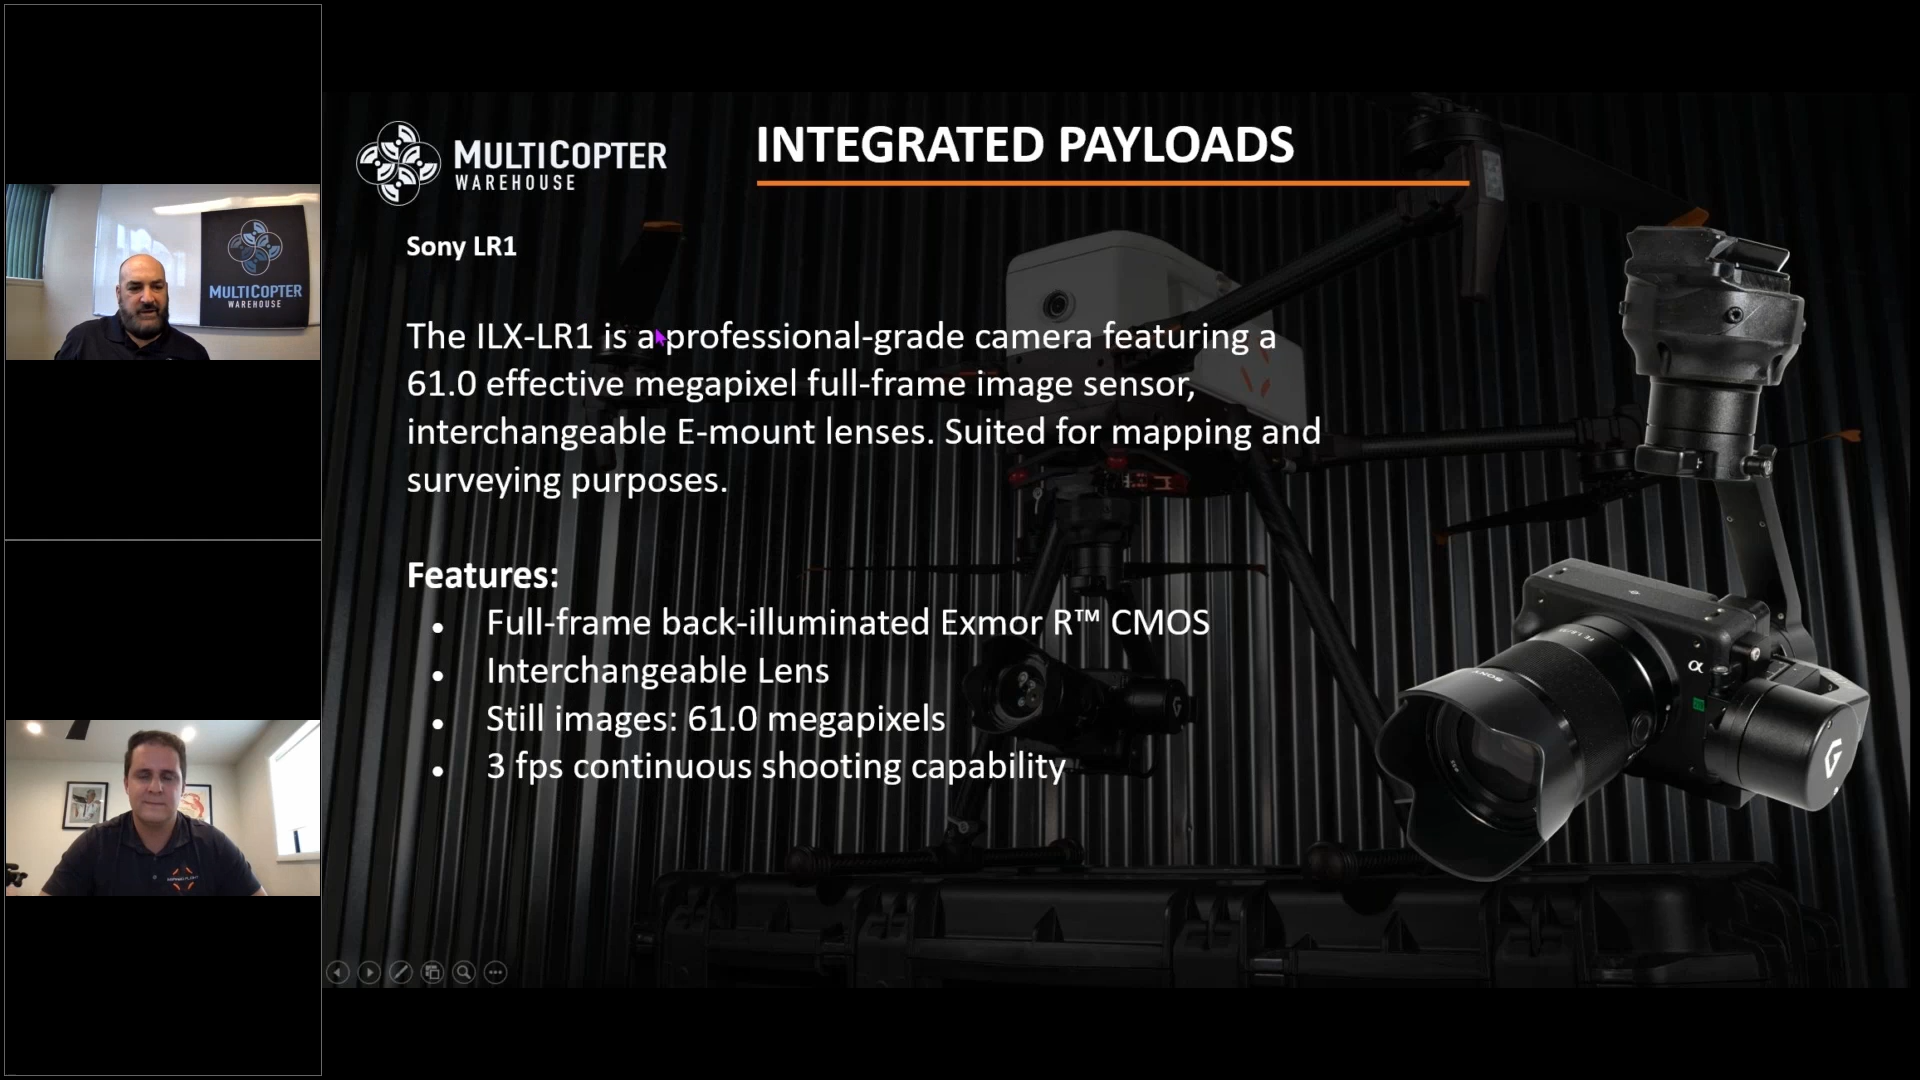 MULTICOPTER
WAREHOUSE
INTEGRATED PAYLOADS
Sony LR1
The ILX-LR1 is a professional-grade camera featuring a
61.0 effective megapixel full-frame image sensor,
interchangeable E-mount lenses. Suited for mapping and
surveying purposes.
Features:
• Full-frame back-illuminated Exmor R™ CMOS
• Interchangeable Lens
• Still images: 61.0 megapixels
• 3 fps continuous shooting capability
MULTICOPTER
WAREHOUSE
SONY
α
G